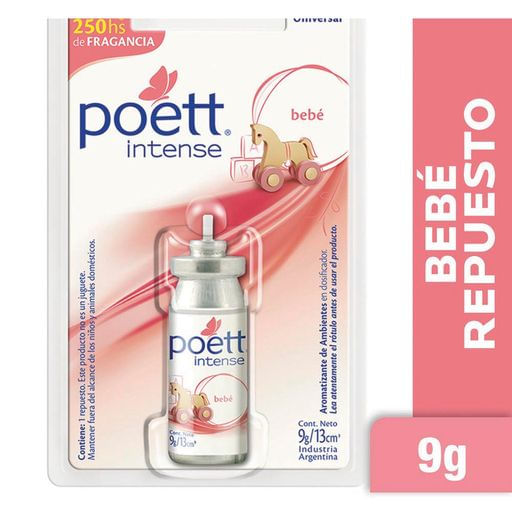 Universal
250hs
de FRAGANCIA
poett®
intense
bebé
Contiene: 1 repuesto. Este producto no es un juguete.
Mantener fuera del alcance de los niños y animales domésticos.
Aromatizante de Ambientes en dosificador.
Lea atentamente el rótulo antes de usar el producto.
poett
intense
bebé
Cont. Neto
9g/13cm³
Cont. Neto
9g/13cm³
Industria
Argentina
BEBÉ
REPUESTO
9g